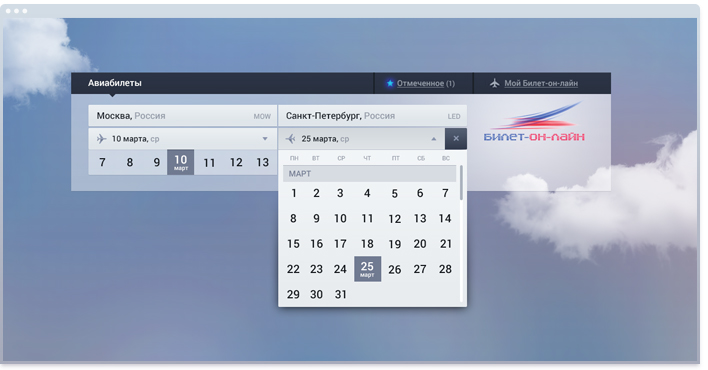 Авиабилеты
Отмеченное (1)
Мой Билет-он-лайн
Москва, Россия MOW
Санкт-Петербург, Россия LED
БИЛЕТ-ОН-ЛАЙН
10 марта, ср
25 марта, ср
7 8 9 10 март 11 12 13
ПН ВТ СР ЧТ ПТ СБ ВС
МАРТ
1 2 3 4 5 6 7
8 9 10 11 12 13 14
15 16 17 18 19 20 21
22 23 24 25 март 26 27 28
29 30 31